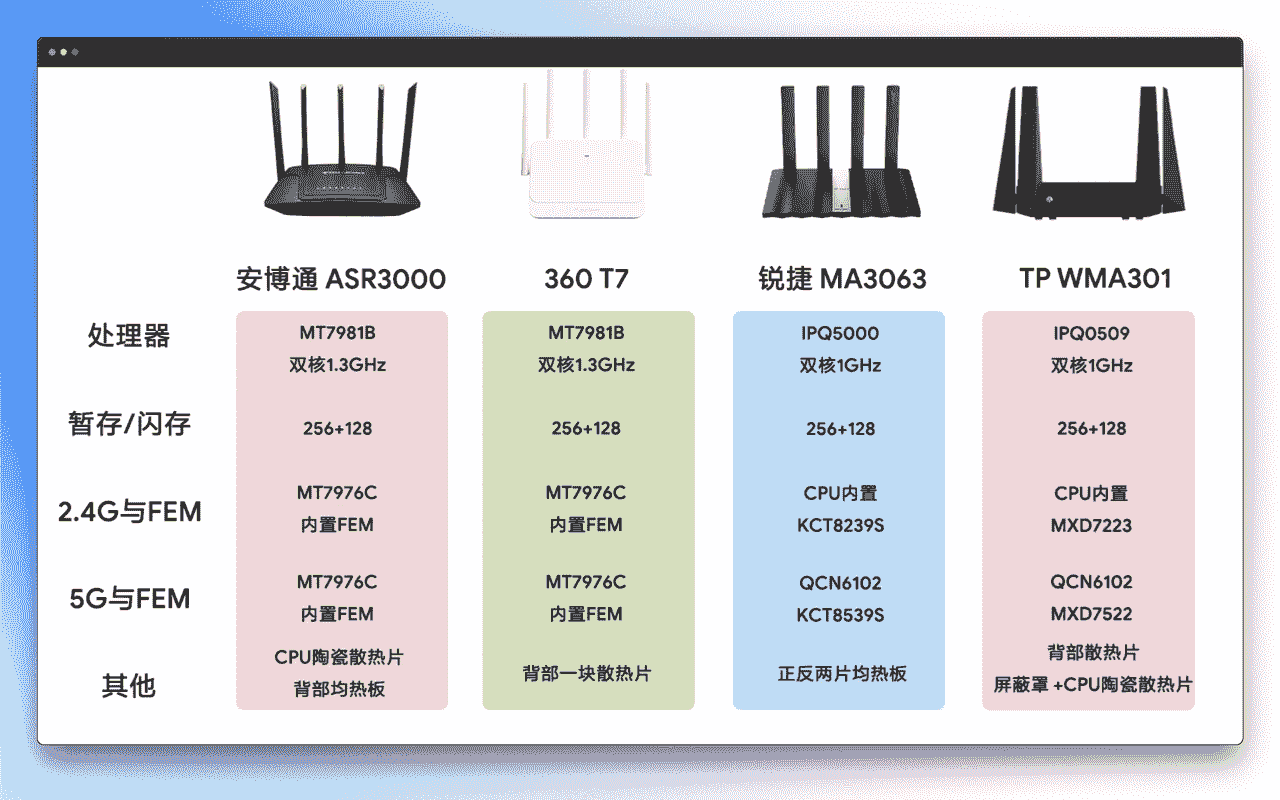 安博通 ASR3000
360 T7
锐捷 MA3063
TP WMA301
处理器
MT7981B
双核1.3GHz
MT7981B
双核1.3GHz
IPQ5000
双核1GHz
IPQ0509
双核1GHz
暂存/闪存
256+128
256+128
256+128
256+128
2.4G与FEM
MT7976C
内置FEM
MT7976C
内置FEM
CPU内置
KCT8239S
CPU内置
MXD7223
5G与FEM
MT7976C
内置FEM
MT7976C
内置FEM
QCN6102
KCT8539S
QCN6102
MXD7522
其他
CPU陶瓷散热片
背部均热板
背部一块散热片
正反两片均热板
背部散热片
屏蔽罩 +CPU陶瓷散热片